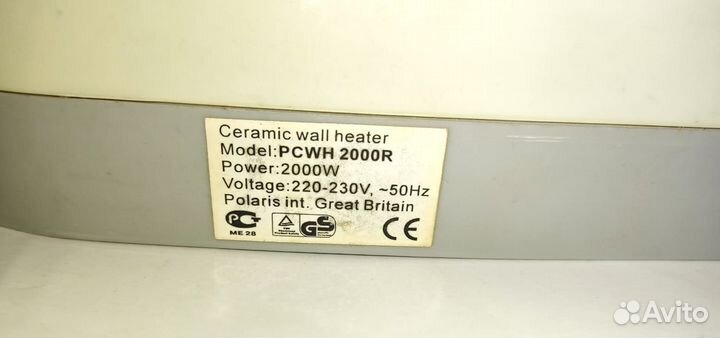 Ceramic wall heater
Model:PCWH 2000R
Power:2000W
Voltage:220-230V, ~50Hz
Polaris int. Great Britain
ME 28
GS
CE
Avito